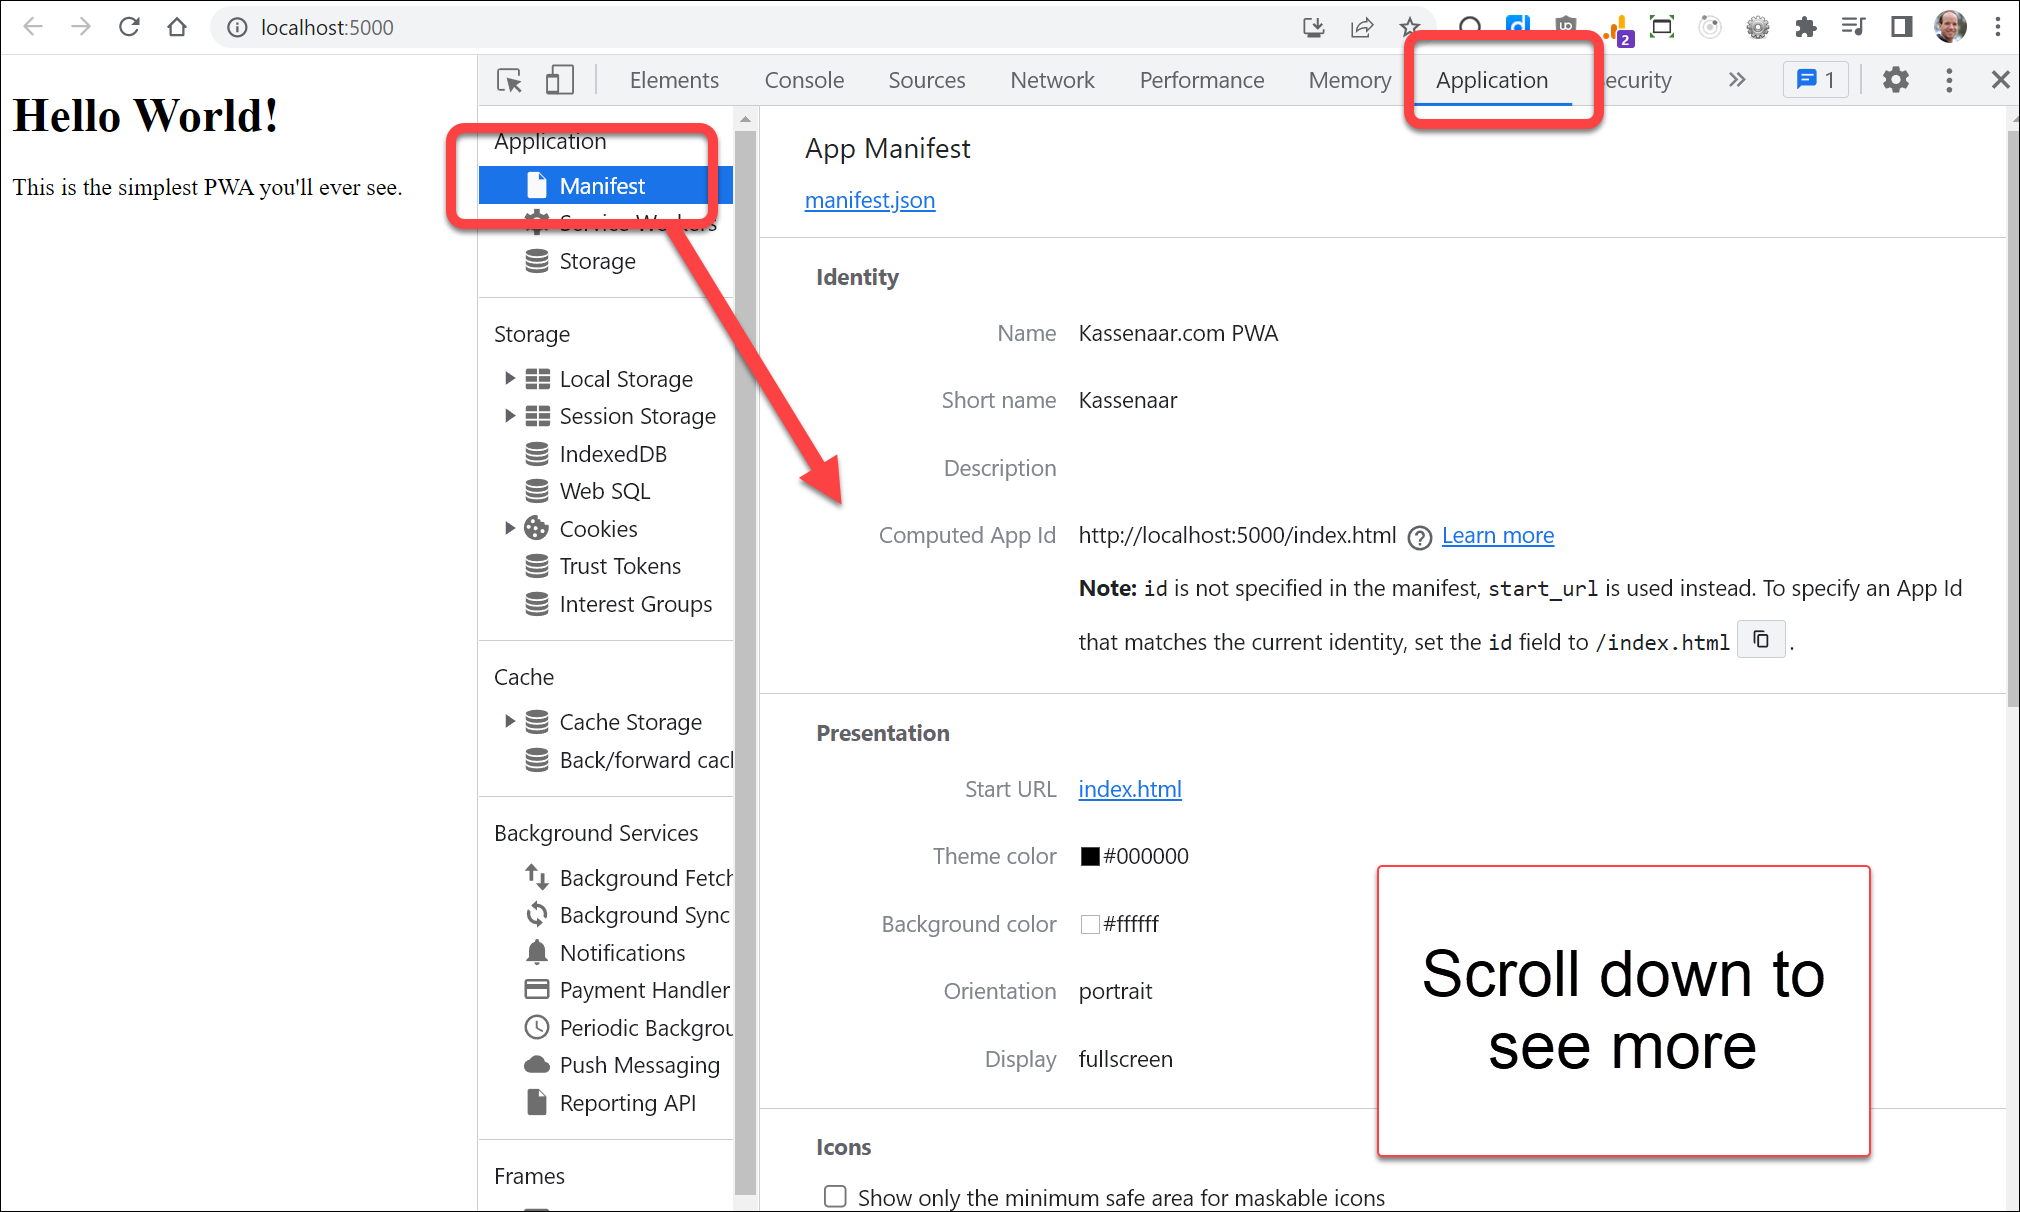 localhost:5000
2
Hello World!
This is the simplest PWA you'll ever see.
Elements Console Sources Network Performance Memory Application ecurity 1
Application
Manifest
Service Workers
Storage
Storage
Local Storage
Session Storage
IndexedDB
Web SQL
Cookies
Trust Tokens
Interest Groups
Cache
Cache Storage
Back/forward cacl
Background Services
Background Fetch
Background Sync
Notifications
Payment Handler
Periodic Backgrou
Push Messaging
Reporting API
Frames
App Manifest
manifest.json
Identity
Name Kassenaar.com PWA
Short name Kassenaar
Description
Computed App Id http://localhost:5000/index.html Learn more
Note: id is not specified in the manifest, start_url is used instead. To specify an App Id
that matches the current identity, set the id field to /index.html .
Presentation
Start URL index.html
Theme color #000000
Background color #ffffff
Orientation portrait
Display fullscreen
Icons
Show only the minimum safe area for maskable icons
Scroll down to
see more